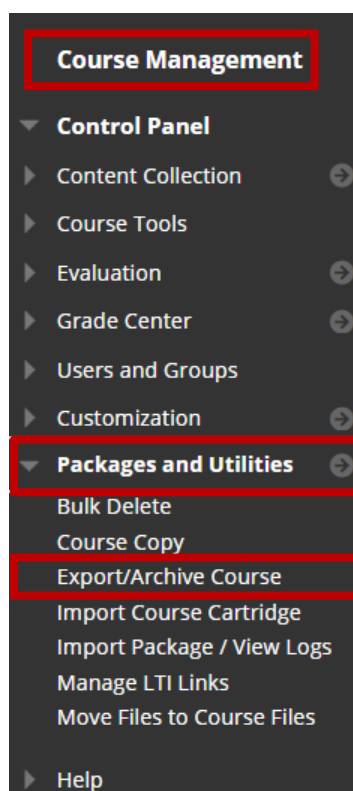 Course Management
Control Panel
Content Collection
Course Tools
Evaluation
Grade Center
Users and Groups
Customization
Packages and Utilities
Bulk Delete
Course Copy
Export/Archive Course
Import Course Cartridge
Import Package / View Logs
Manage LTI Links
Move Files to Course Files
Help